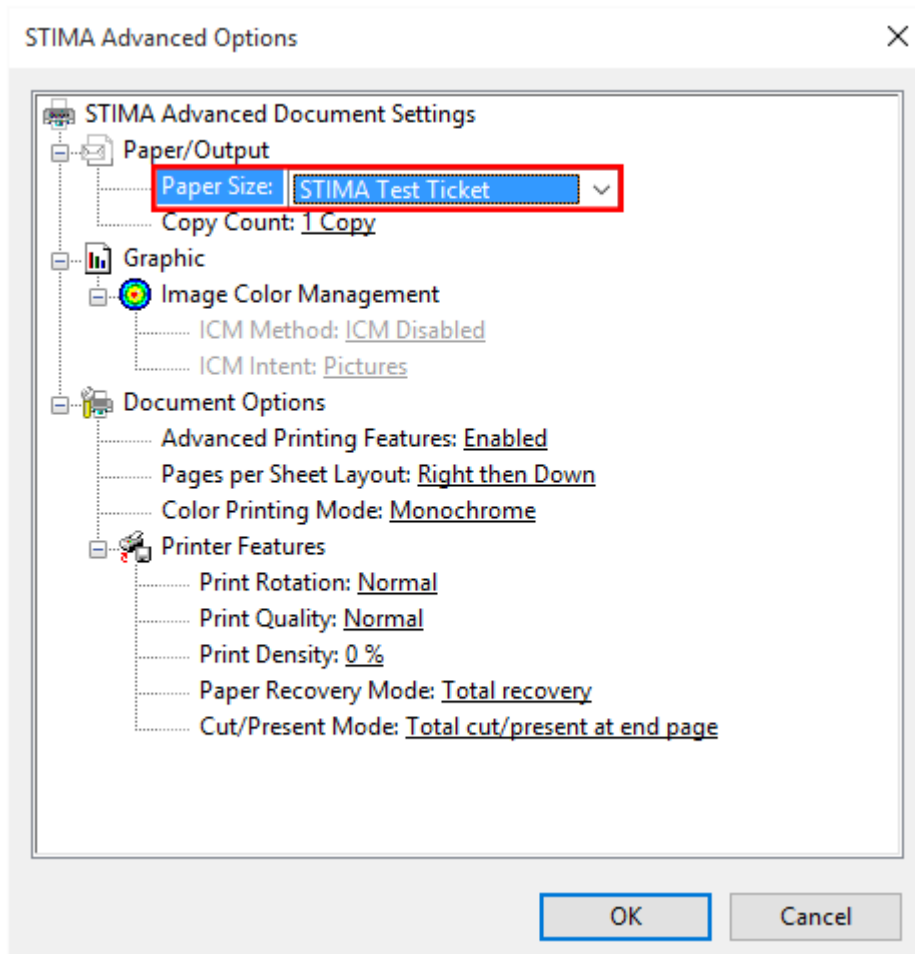 STIMA Advanced Options
STIMA Advanced Document Settings
Paper/Output
Paper Size: STIMA Test Ticket
Copy Count: 1 Copy
Graphic
Image Color Management
ICM Method: ICM Disabled
ICM Intent: Pictures
Document Options
Advanced Printing Features: Enabled
Pages per Sheet Layout: Right then Down
Color Printing Mode: Monochrome
Printer Features
Print Rotation: Normal
Print Quality: Normal
Print Density: 0 %
Paper Recovery Mode: Total recovery
Cut/Present Mode: Total cut/present at end page
OK Cancel